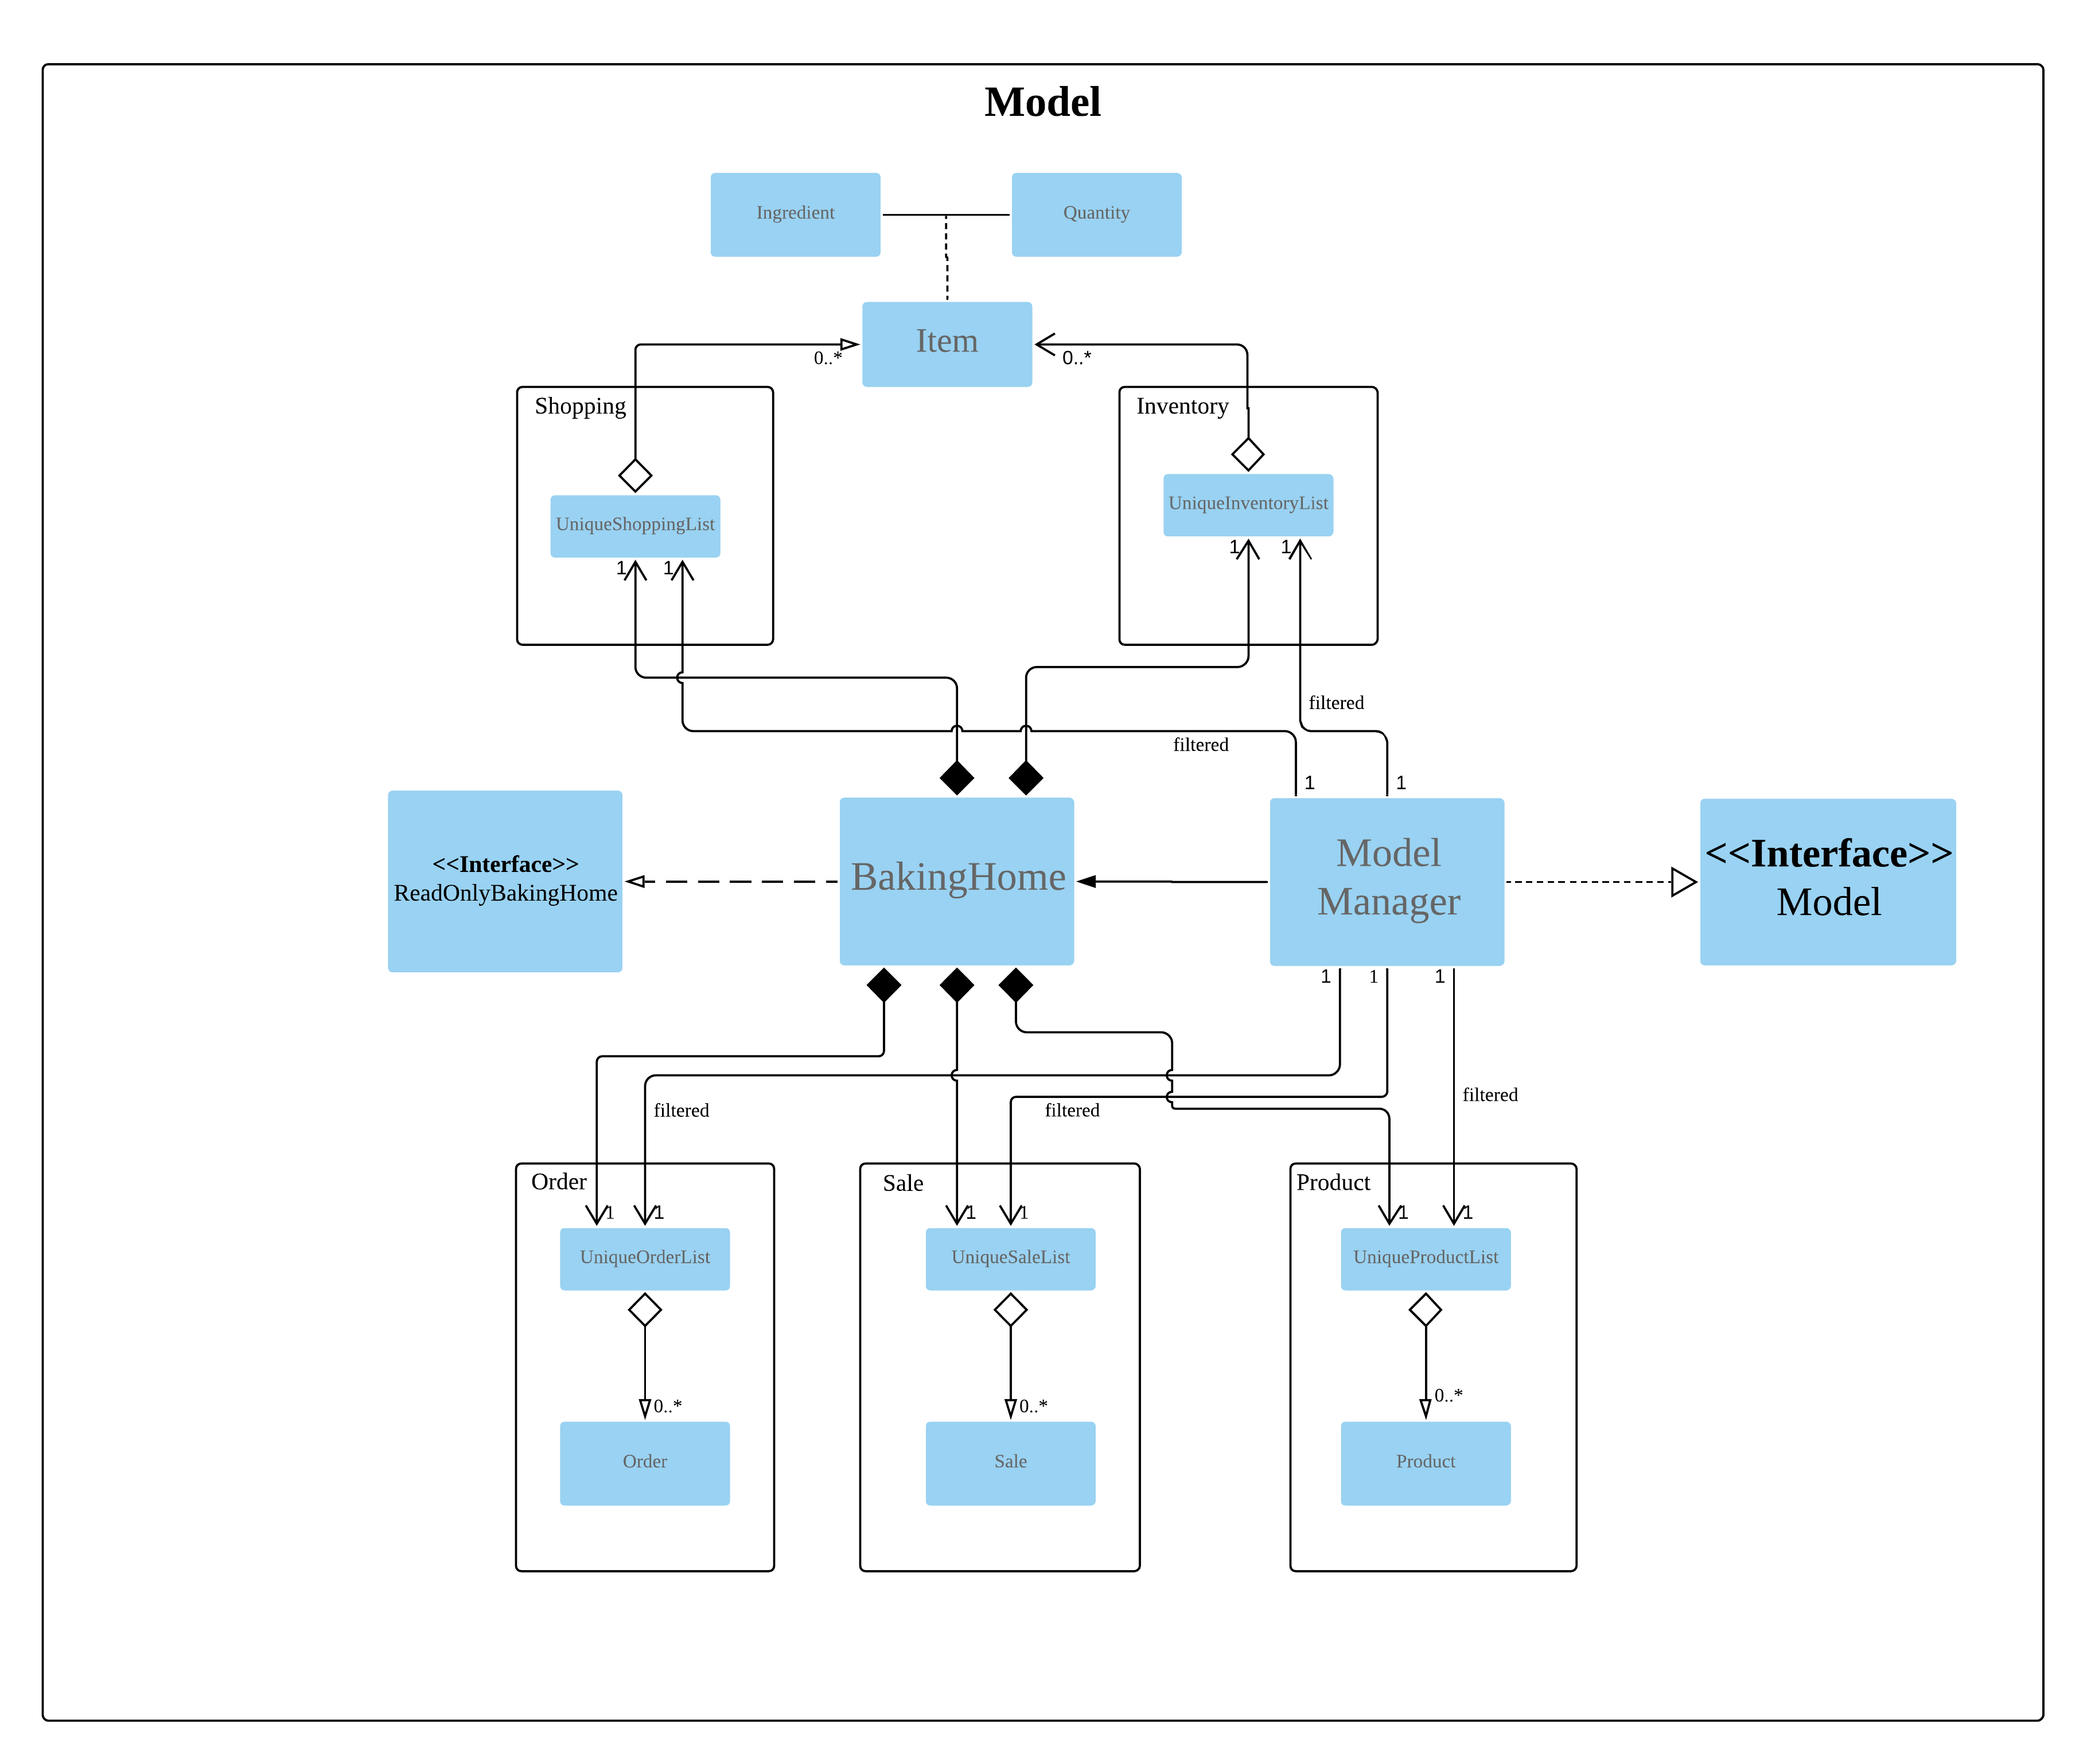 Model
Ingredient
Quantity
Item
0..*
0..*
Shopping
Inventory
UniqueInventoryList
UniqueShoppingList
1
1
1
1
filtered
filtered
1
1
<<Interface>>
ReadOnlyBakingHome
BakingHome
Model
Manager
<<Interface>>
Model
1
1
1
filtered
filtered
filtered
Order
Sale
Product
1
1
1
1
1
1
UniqueOrderList
UniqueSaleList
UniqueProductList
0..*
0..*
0..*
Order
Sale
Product